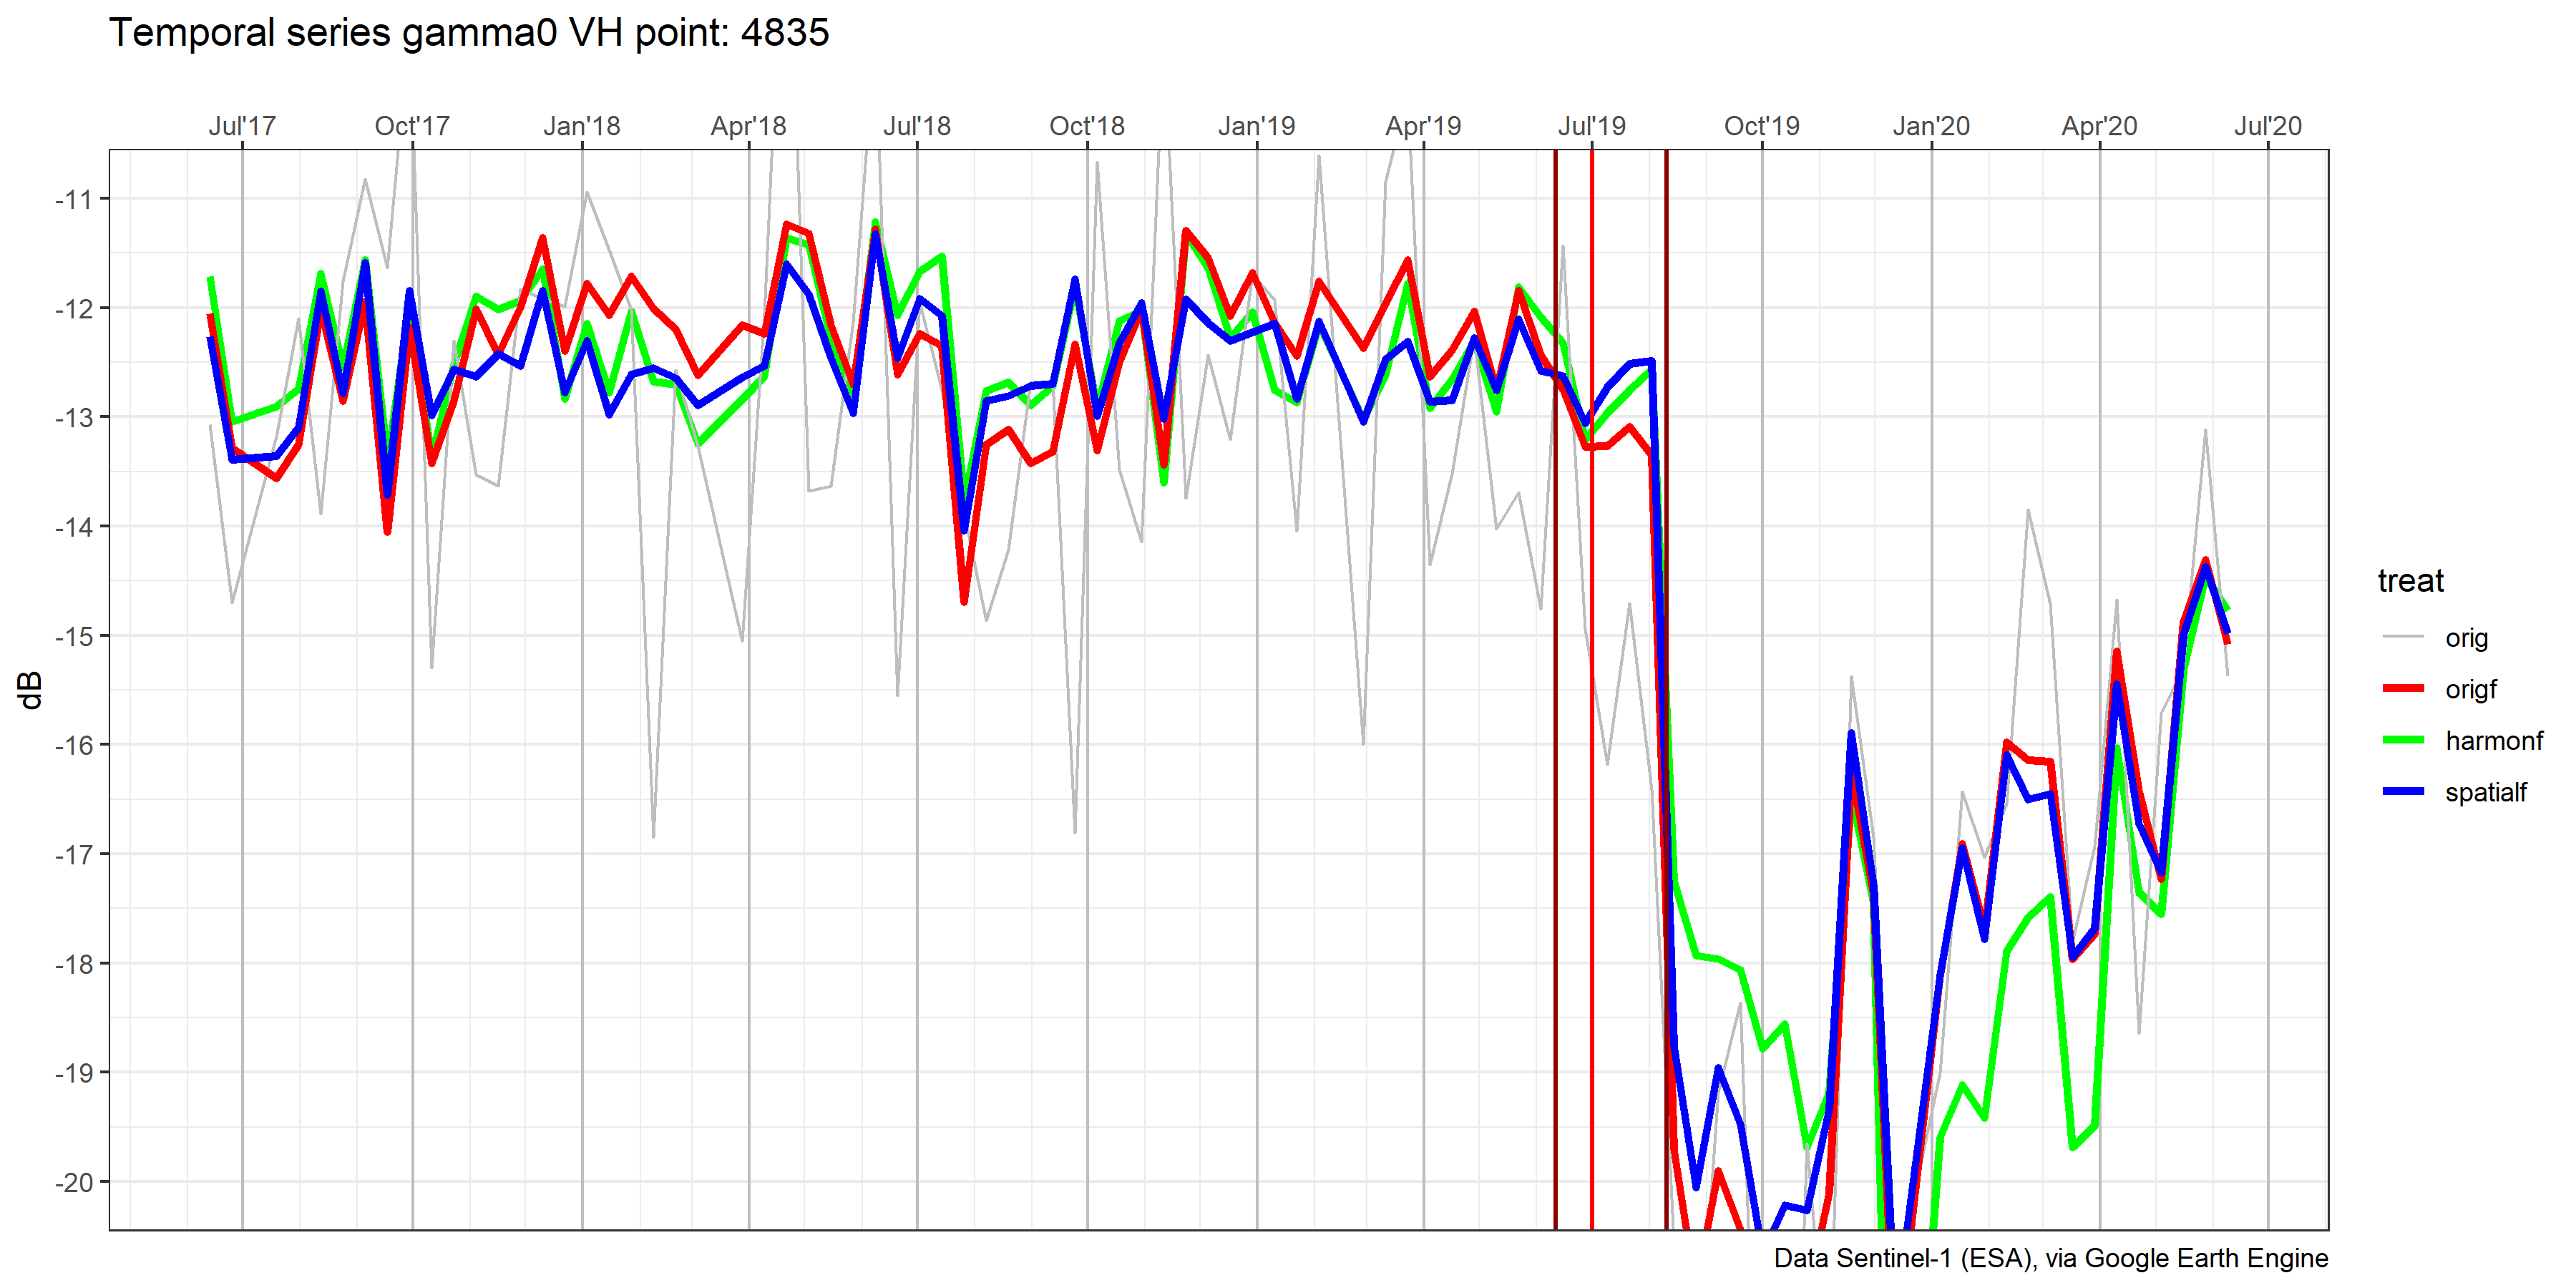 Temporal series gamma0 VH point: 4835
Jul'17 Oct'17 Jan'18 Apr'18 Jul'18 Oct'18 Jan'19 Apr'19 Jul'19 Oct'19 Jan'20 Apr'20 Jul'20
-11
-12
-13
-14
-15
-16
-17
-18
-19
-20
dB
treat
orig
origf
harmonf
spatialf
Data Sentinel-1 (ESA), via Google Earth Engine